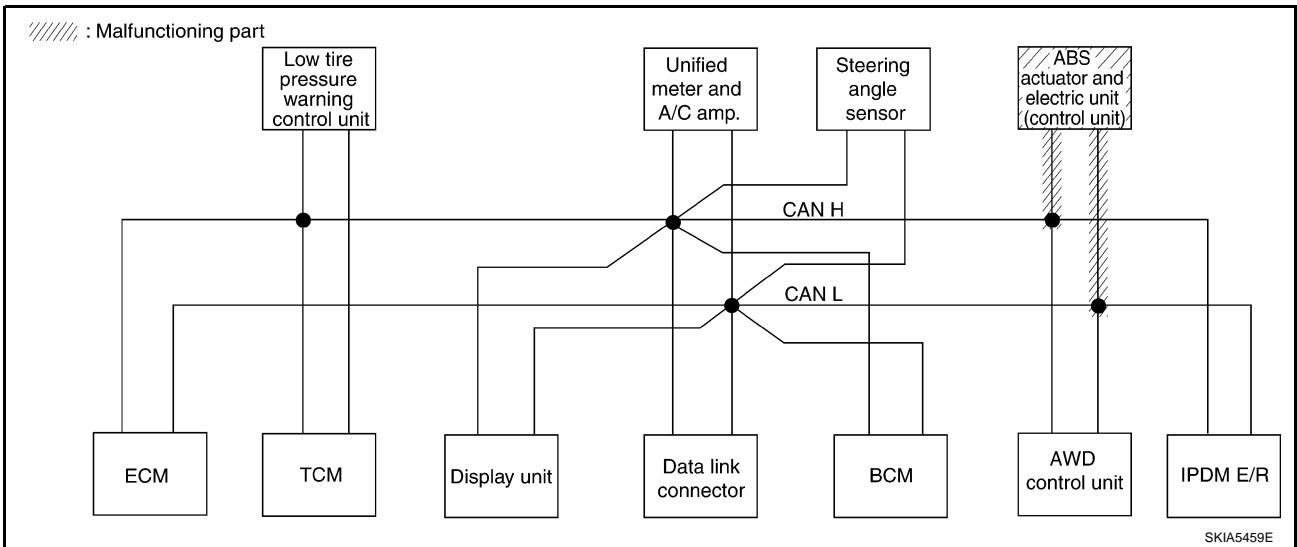 : Malfunctioning part
Low tire
pressure
warning
control unit
Unified
meter and
A/C amp.
Steering
angle
sensor
ABS
actuator and
electric unit
(control unit)
CAN H
CAN L
ECM
TCM
Display unit
Data link
connector
BCM
AWD
control unit
IPDM E/R
SKIA5459E